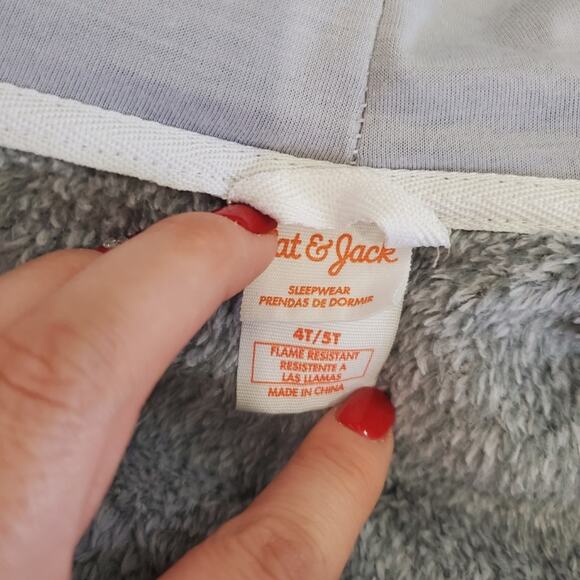 at & Jack
SLEEPWEAR
PRENDAS DE DORMIR
4T/5T
FLAME RESISTANT
RESISTENTE A
LAS LLAMAS
MADE IN CHINA